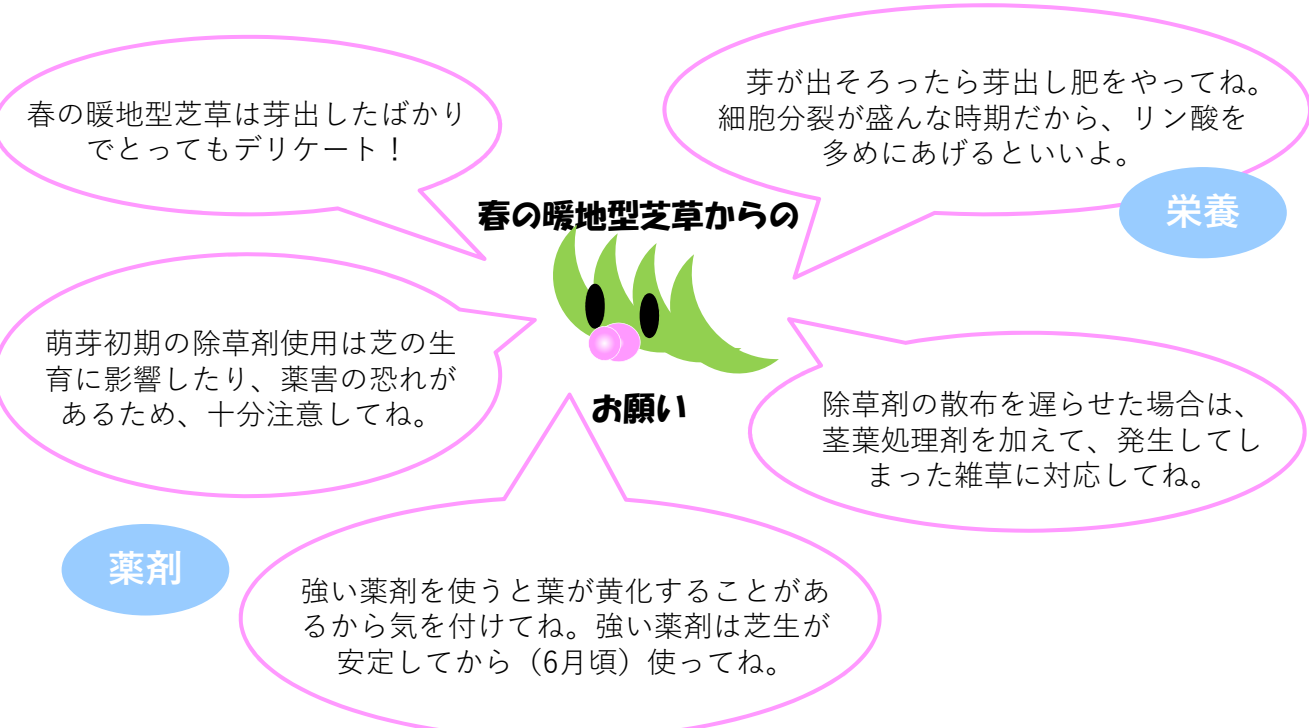 春の暖地型芝草は芽出したばかり
でとってもデリケート！
芽が出そろったら芽出し肥をやってね。
細胞分裂が盛んな時期だから、リン酸を
多めにあげるといいよ。
栄養
春の暖地型芝草からの
お願い
萌芽初期の除草剤使用は芝の生
育に影響したり、薬害の恐れが
あるため、十分注意してね。
除草剤の散布を遅らせた場合は、
茎葉処理剤を加えて、発生してし
まった雑草に対応してね。
薬剤
強い薬剤を使うと葉が黄化することがあ
るから気を付けてね。強い薬剤は芝生が
安定してから（6月頃）使ってね。